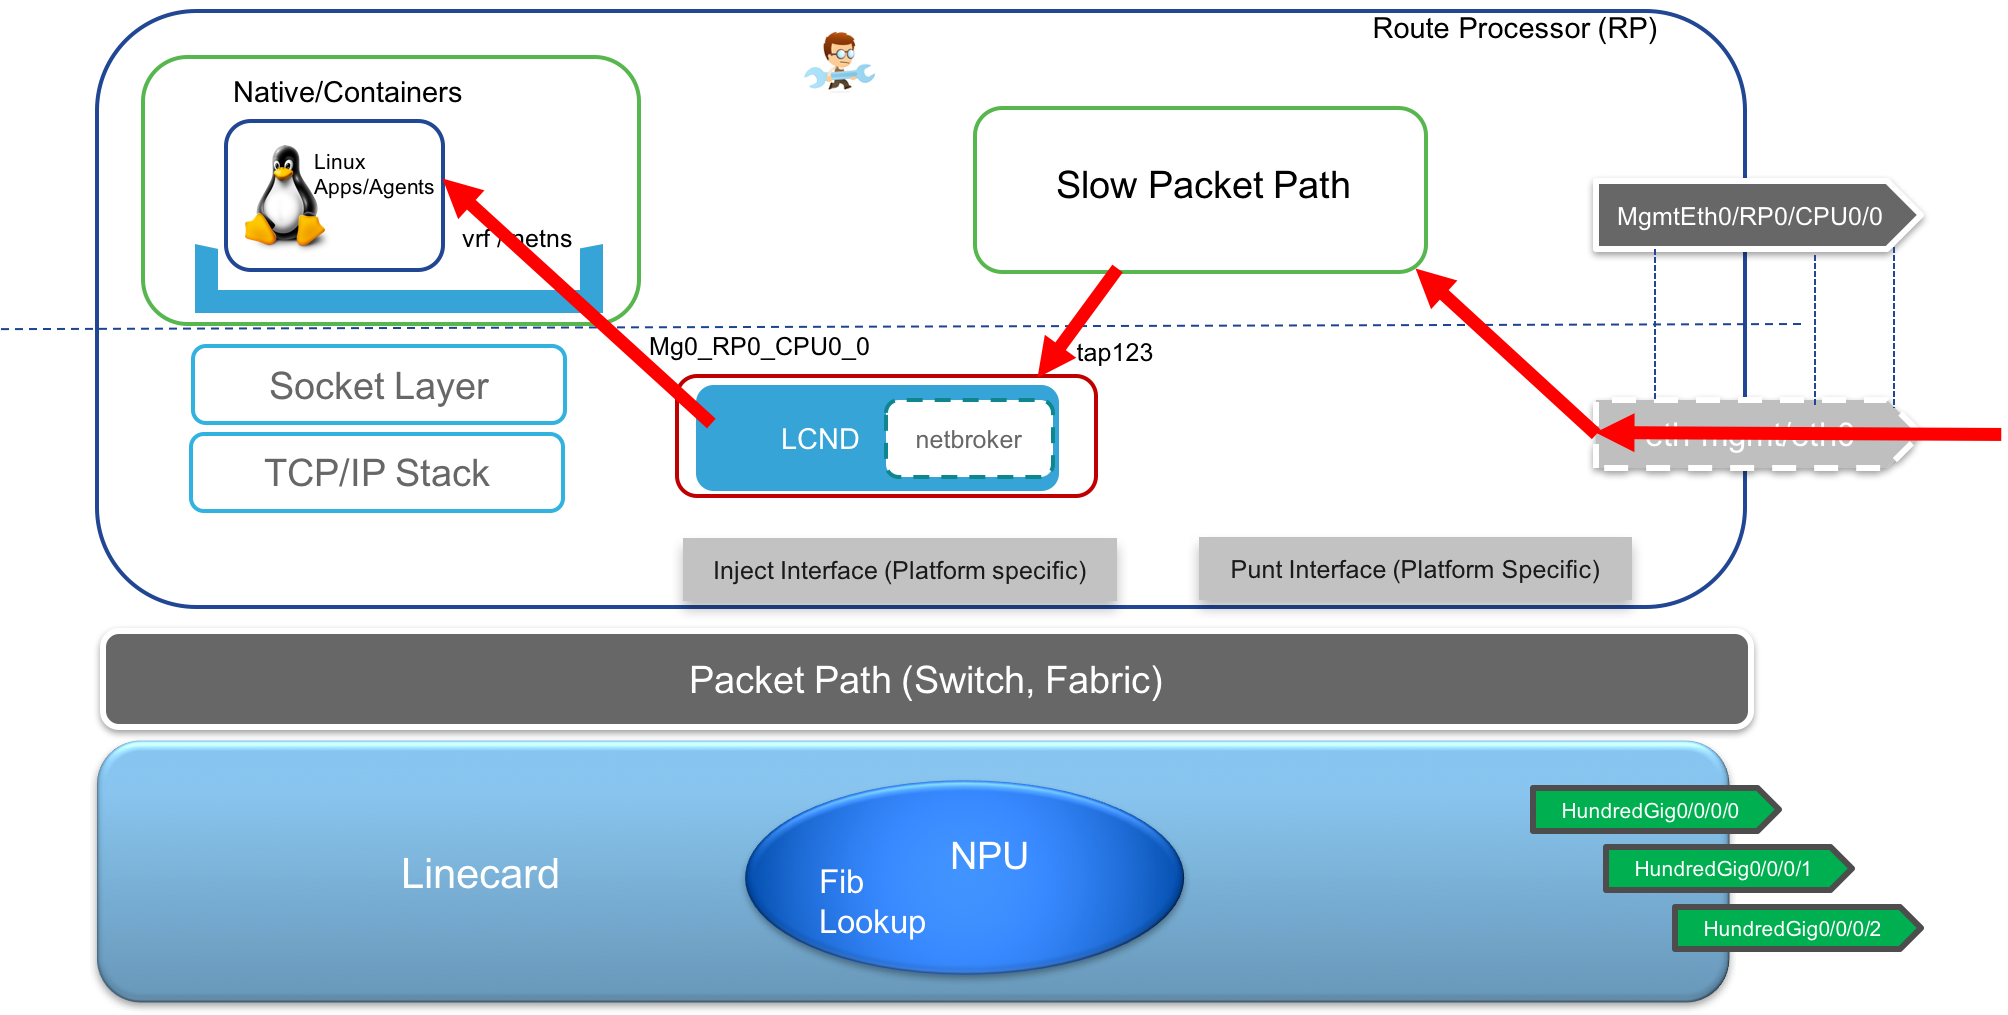 Route Processor (RP)
Native/Containers
Linux
Apps/Agents
vrf / netns
Slow Packet Path
MgmtEth0/RP0/CPU0/0
Mg0_RP0_CPU0_0
tap123
Socket Layer
TCP/IP Stack
LCND
netbroker
eth-mgmt/eth0
Inject Interface (Platform specific)
Punt Interface (Platform Specific)
Packet Path (Switch, Fabric)
Linecard
NPU
Fib
Lookup
HundredGig0/0/0/0
HundredGig0/0/0/1
HundredGig0/0/0/2